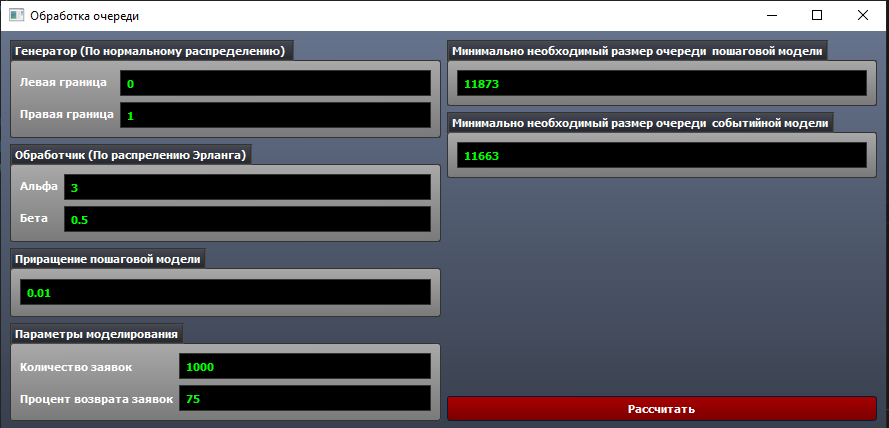 Обработка очереди
Генератор (По нормальному распределению)
Левая граница 0
Правая граница 1
Обработчик (По распрелению Эрланга)
Альфа 3
Бета 0.5
Приращение пошаговой модели
0.01
Параметры моделирования
Количество заявок 1000
Процент возврата заявок 75
Минимально необходимый размер очереди пошаговой модели
11873
Минимально необходимый размер очереди событийной модели
11663
Рассчитать